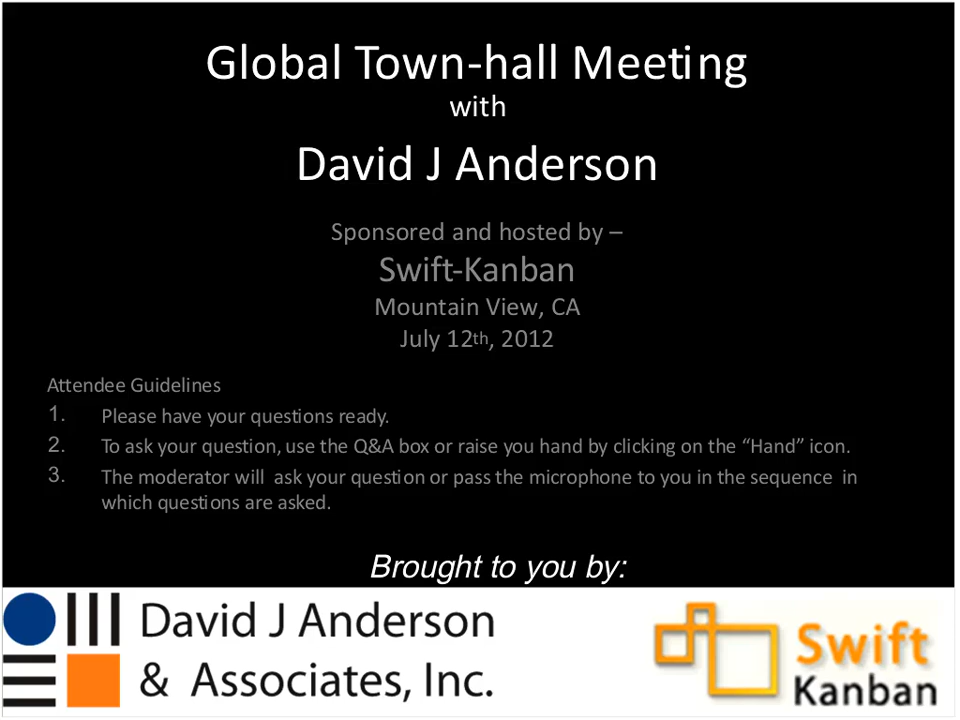 Global Town-hall Meeting
with
David J Anderson
Sponsored and hosted by –
Swift-Kanban
Mountain View, CA
July 12th, 2012
Attendee Guidelines
1. Please have your questions ready.
2. To ask your question, use the Q&A box or raise you hand by clicking on the “Hand” icon.
3. The moderator will ask your question or pass the microphone to you in the sequence in
which questions are asked.
Brought to you by:
David J Anderson
& Associates, Inc.
Swift
Kanban